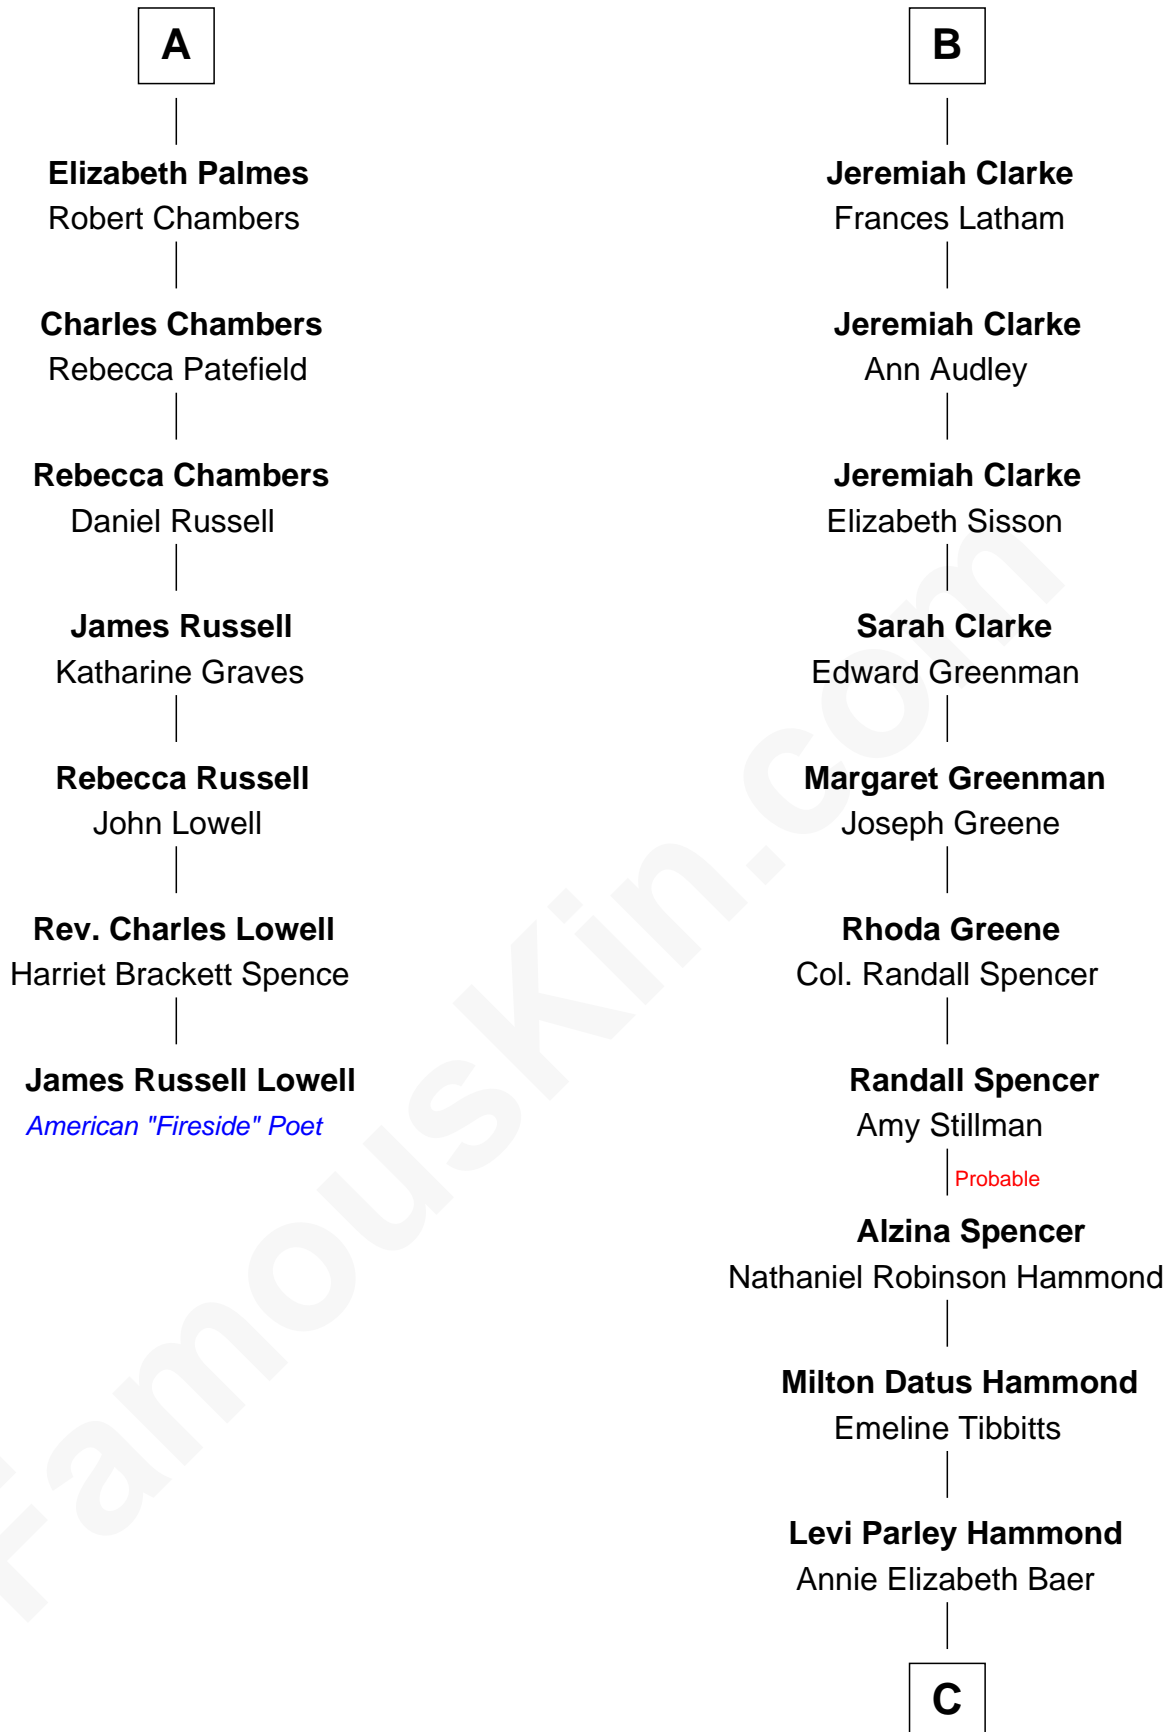 A
Elizabeth Palmes
Robert Chambers
Charles Chambers
Rebecca Patefield
Rebecca Chambers
Daniel Russell
James Russell
Katharine Graves
Rebecca Russell
John Lowell
Rev. Charles Lowell
Harriet Brackett Spence
James Russell Lowell
American "Fireside" Poet
B
Jeremiah Clarke
Frances Latham
Jeremiah Clarke
Ann Audley
Jeremiah Clarke
Elizabeth Sisson
Sarah Clarke
Edward Greenman
Margaret Greenman
Joseph Greene
Rhoda Greene
Col. Randall Spencer
Randall Spencer
Amy Stillman
Probable
Alzina Spencer
Nathaniel Robinson Hammond
Milton Datus Hammond
Emeline Tibbitts
Levi Parley Hammond
Annie Elizabeth Baer
C
FamousKin.com